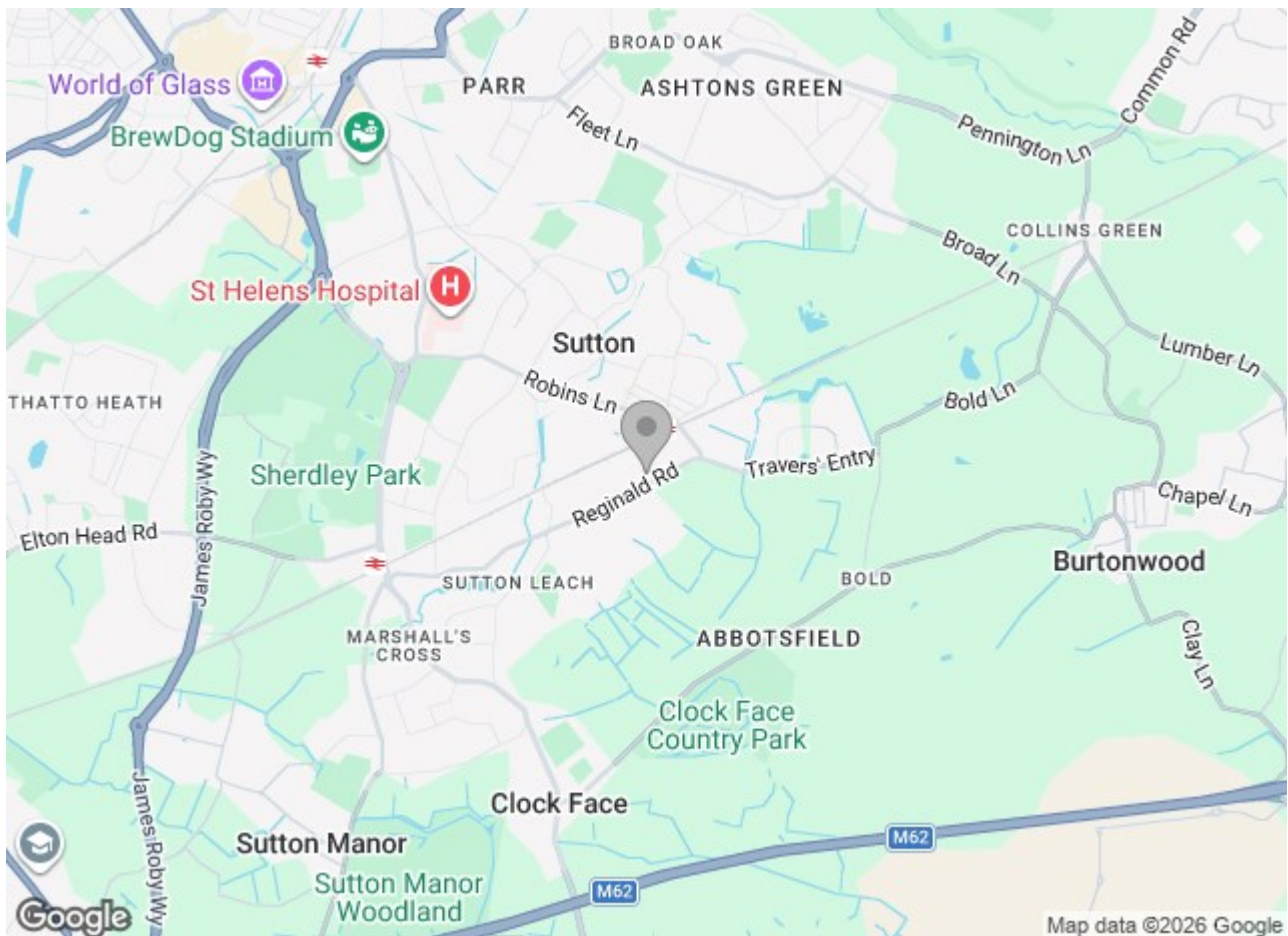 World of Glass
BrewDog Stadium
PARR
BROAD OAK
ASHTONS GREEN
Common Rd
Fleet Ln
Pennington Ln
COLLINS GREEN
Broad Ln
St Helens Hospital
H
Sutton
Lumber Ln
THATTO HEATH
Robins Ln
Bold Ln
Sherdley Park
James Roby Wy
Travers' Entry
Reginald Rd
Chapel Ln
Elton Head Rd
Burtonwood
SUTTON LEACH
BOLD
MARSHALL'S
CROSS
ABBOTSFIELD
Clay Ln
Clock Face
Country Park
James Roby Wy
Clock Face
M62
Sutton Manor
Sutton Manor
Woodland
M62
Google
Map data ©2026 Google